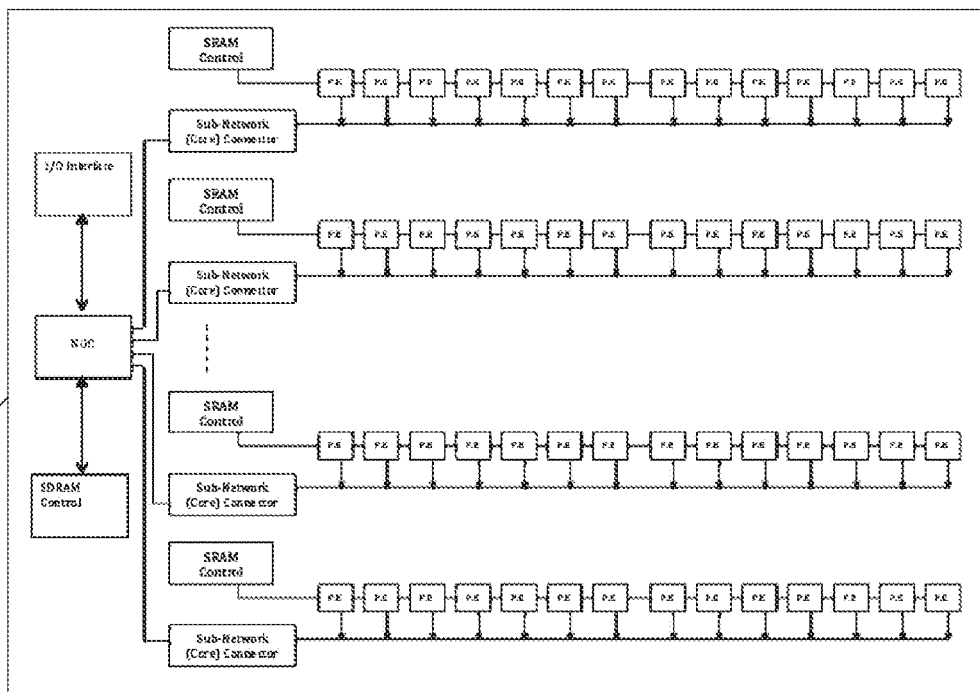 SRAM
Control
P.E P.E P.E P.E P.E P.E P.E P.E P.E P.E P.E P.E P.E P.E
Sub-Network
(Core) Connector
I/O Interface
SRAM
Control
P.E P.E P.E P.E P.E P.E P.E P.E P.E P.E P.E P.E P.E P.E
Sub-Network
(Core) Connector
NOC
SRAM
Control
P.E P.E P.E P.E P.E P.E P.E P.E P.E P.E P.E P.E P.E P.E
Sub-Network
(Core) Connector
SDRAM
Control
SRAM
Control
P.E P.E P.E P.E P.E P.E P.E P.E P.E P.E P.E P.E P.E P.E
Sub-Network
(Core) Connector